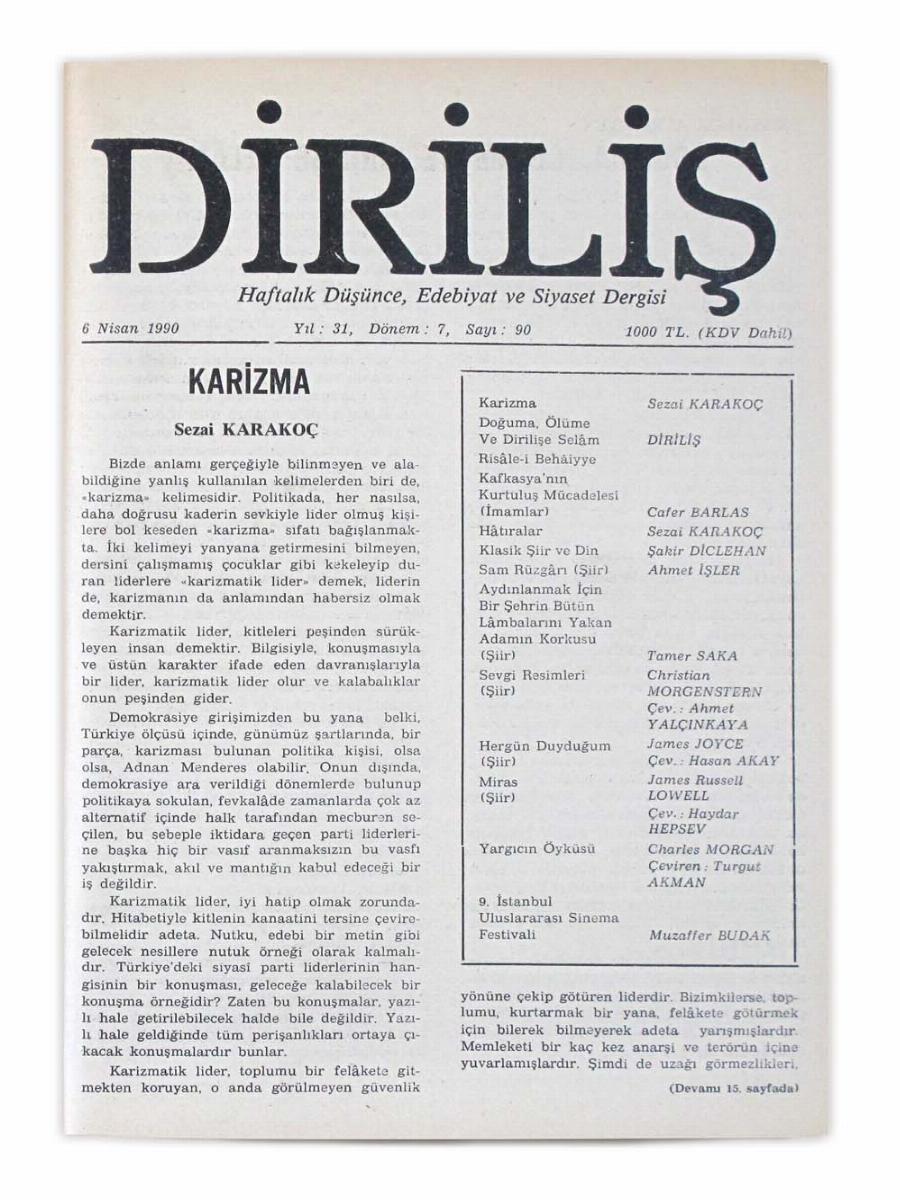 DİRİLİŞ
Haftalık Düşünce, Edebiyat ve Siyaset Dergisi
6 Nisan 1990 Yıl : 31, Dönem : 7, Sayı : 90 1000 TL. (KDV Dahil)
KARİZMA
Sezai KARAKOÇ
Bizde anlamı gerçeğiyle bilinmeyen ve ala-
bildiğine yanlış kullanılan kelimelerden biri de,
«karizma» kelimesidir. Politikada, her nasılsa,
daha doğrusu kaderin sevkiyle lider olmuş kişi-
lere bol keseden «karizma» sıfatı bağışlanmak-
ta. İki kelimeyi yanyana getirmesini bilmeyen,
dersini çalışmamış çocuklar gibi kekeleyip du-
ran liderlere «karizmatik lider» demek, liderin
de, karizmanın da anlamından habersiz olmak
demektir.
Karizmatik lider, kitleleri peşinden sürük-
leyen insan demektir. Bilgisiyle, konuşmasıyla
ve üstün karakter ifade eden davranışlarıyla
bir lider, karizmatik lider olur ve kalabalıklar
onun peşinden gider.
Demokrasiye girişimizden bu yana belki,
Türkiye ölçüsü içinde, günümüz şartlarında, bir
parça, karizması bulunan politika kişisi, olsa
olsa, Adnan Menderes olabilir. Onun dışında,
demokrasiye ara verildiği dönemlerde bulunup
politikaya sokulan, fevkalâde zamanlarda çok az
alternatif içinde halk tarafından mecburen se-
çilen, bu sebeple iktidara geçen parti liderleri-
ne başka hiç bir vasıf aranmaksızın bu vasfı
yakıştırmak, akıl ve mantığın kabul edeceği bir
iş değildir.
Karizmatik lider, iyi hatip olmak zorunda-
dır. Hitabetiyle kitlenin kanaatini tersine çevire-
bilmelidir adeta. Nutku, edebi bir metin gibi
gelecek nesillere nutuk örneği olarak kalmalı-
dır. Türkiye'deki siyasî parti liderlerinin han-
gisinin bir konuşması, geleceğe kalabilecek bir
konuşma örneğidir? Zaten bu konuşmalar, yazı-
lı hale getirilebilecek halde bile değildir. Yazı-
lı hale geldiğinde tüm perişanlıkları ortaya çı-
kacak konuşmalardır bunlar.
Karizmatik lider, toplumu bir felâkete git-
mekten koruyan, o anda görülmeyen güvenlik
Karizma Sezai KARAKOÇ
Doğuma, Ölüme
Ve Dirilişe Selâm DİRİLİŞ
Risâle-i Behâiyye
Kafkasya'nın
Kurtuluş Mücadelesi
(İmamlar) Cafer BARLAS
Hâtıralar Sezai KARAKOÇ
Klasik Şiir ve Din Şakir DİCLEHAN
Sam Rüzgârı (Şiir) Ahmet İŞLER
Aydınlanmak İçin
Bir Şehrin Bütün
Lâmbalarını Yakan
Adamın Korkusu
(Şiir) Tamer SAKA
Sevgi Resimleri Christian
(Şiir) MORGENSTERN
Çev. : Ahmet
YALÇINKAYA
Hergün Duyduğum James JOYCE
(Şiir) Çev. : Hasan AKAY
Miras James Russell
(Şiir) LOWELL
Çev. : Haydar
HEPSEV
Yargıcın Öyküsü Charles MORGAN
Çeviren : Turgut
AKMAN
9. İstanbul
Uluslararası Sinema
Festivali Muzaffer BUDAK
yönüne çekip götüren liderdir. Bizimkilerse, top-
lumu, kurtarmak bir yana, felâkete götürmek
için bilerek bilmeyerek adeta yarışmışlardır.
Memleketi bir kaç kez anarşi ve terörün içine
yuvarlamışlardır. Şimdi de uzağı görmezlikleri,
(Devamı 15. sayfada)